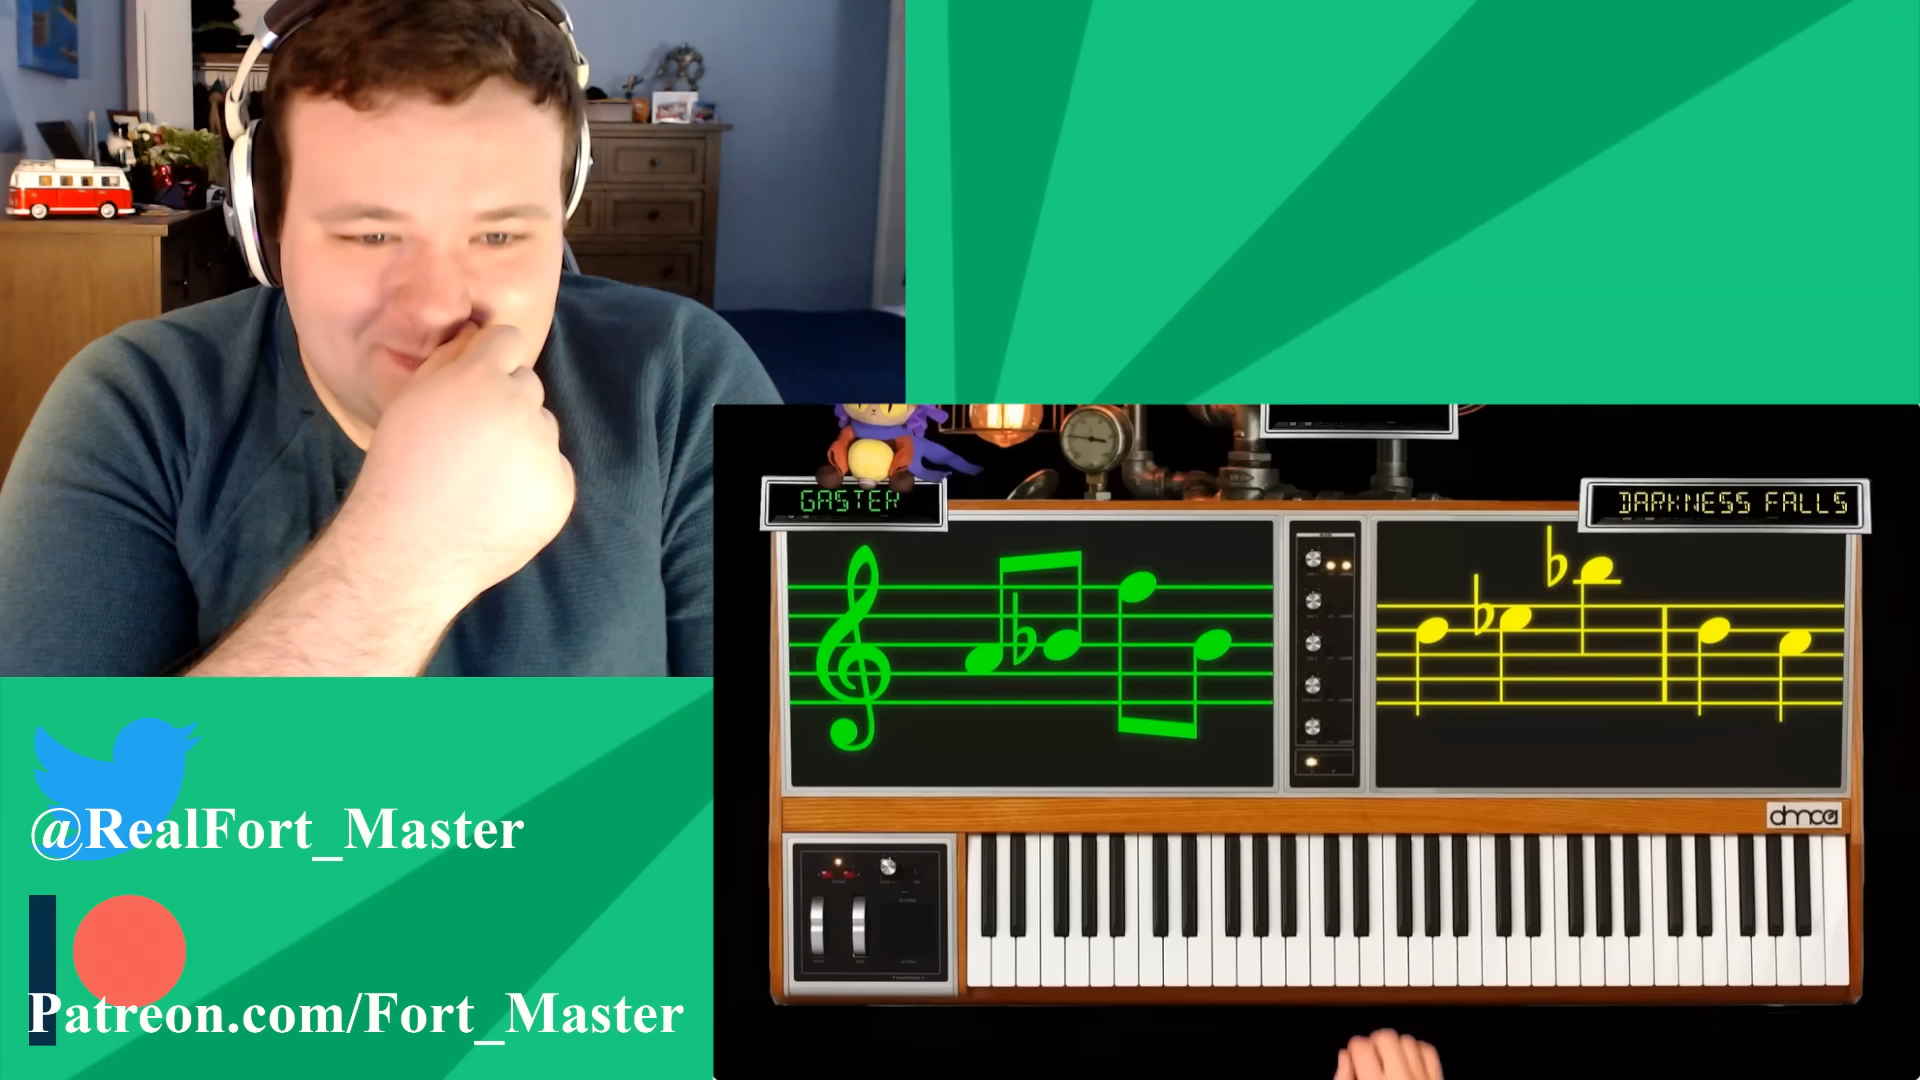 GASTER
DARKNESS FALLS
dmca
@RealFort_Master
Patreon.com/Fort_Master